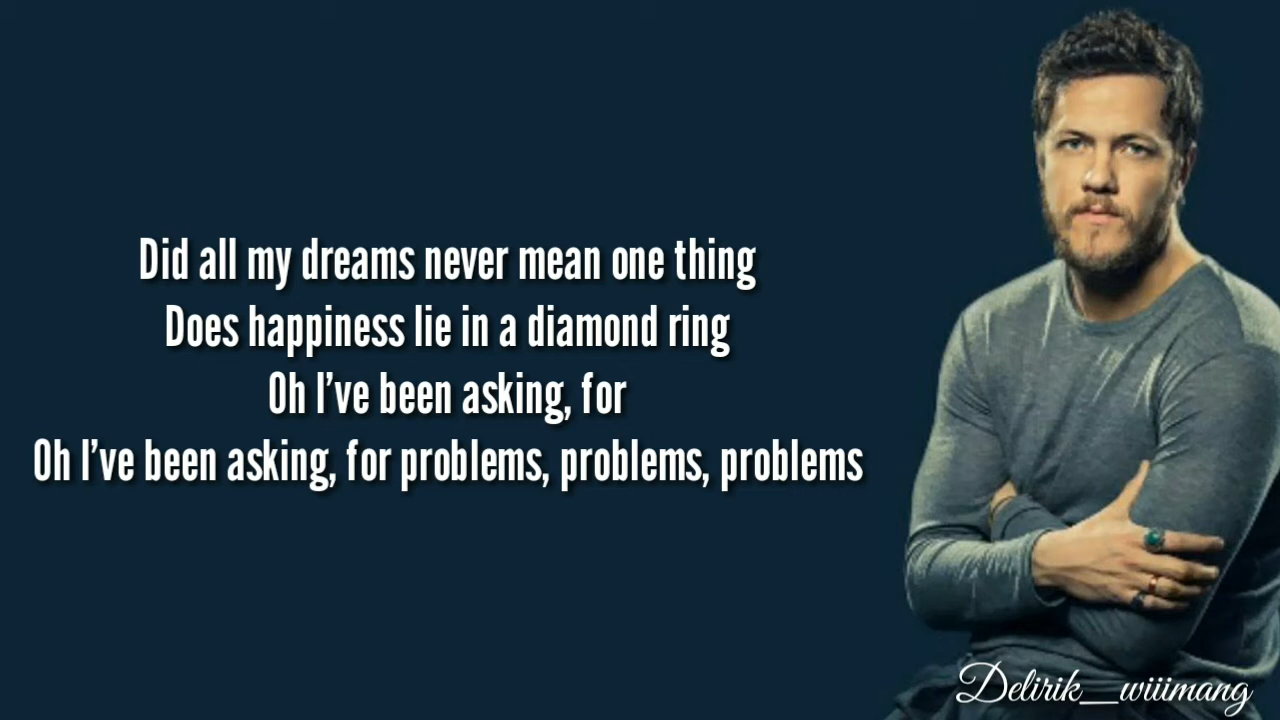 Did all my dreams never mean one thing
Does happiness lie in a diamond ring
Oh I've been asking, for
Oh I've been asking, for problems, problems, problems
Delirik__wiiimang